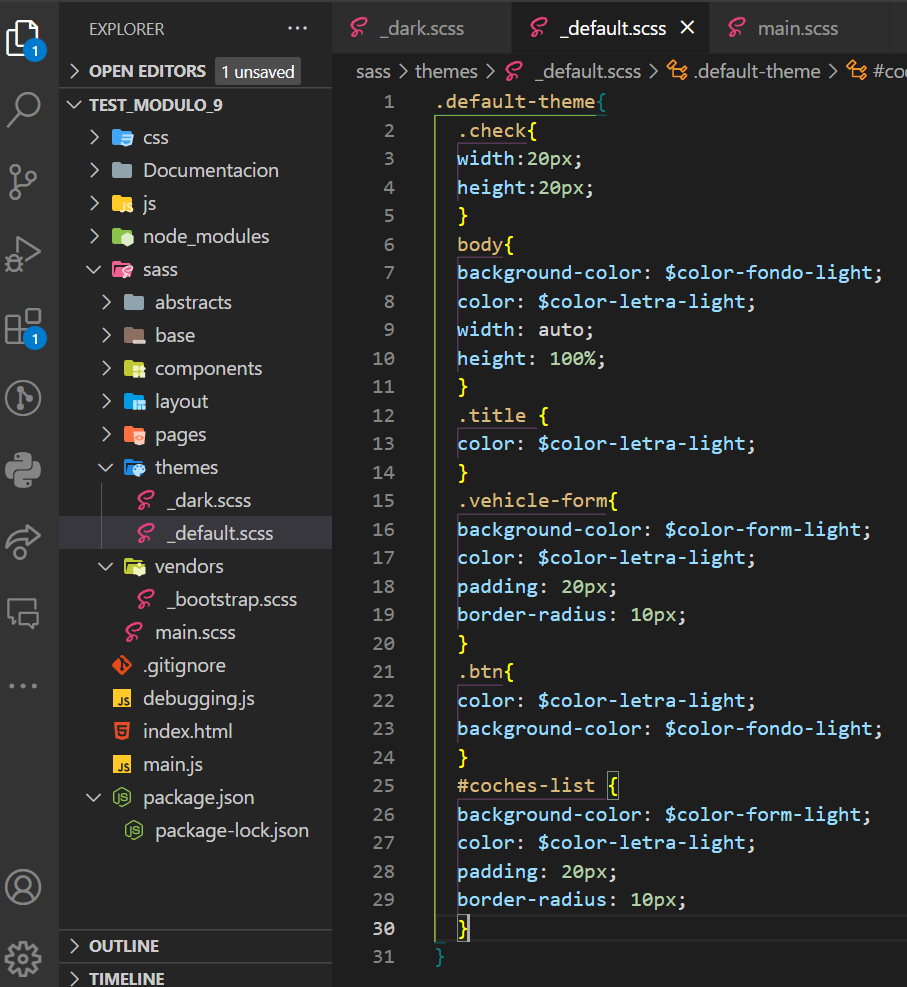 EXPLORER
OPEN EDITORS 1 unsaved
TEST_MODULO_9
css
Documentacion
js
node_modules
sass
abstracts
base
components
layout
pages
themes
_dark.scss
_default.scss
vendors
_bootstrap.scss
main.scss
.gitignore
debugging.js
index.html
main.js
package.json
package-lock.json
OUTLINE
TIMELINE
1
1
_dark.scss _default.scss main.scss
sass > themes > _default.scss > .default-theme >
1 .default-theme{
2 .check{
3 width:20px;
4 height:20px;
5 }
6 body{
7 background-color: $color-fondo-light;
8 color: $color-letra-light;
9 width: auto;
10 height: 100%;
11 }
12 .title {
13 color: $color-letra-light;
14 }
15 .vehicle-form{
16 background-color: $color-form-light;
17 color: $color-letra-light;
18 padding: 20px;
19 border-radius: 10px;
20 }
21 .btn{
22 color: $color-letra-light;
23 background-color: $color-fondo-light;
24 }
25 #coches-list {
26 background-color: $color-form-light;
27 color: $color-letra-light;
28 padding: 20px;
29 border-radius: 10px;
30 }
31 }